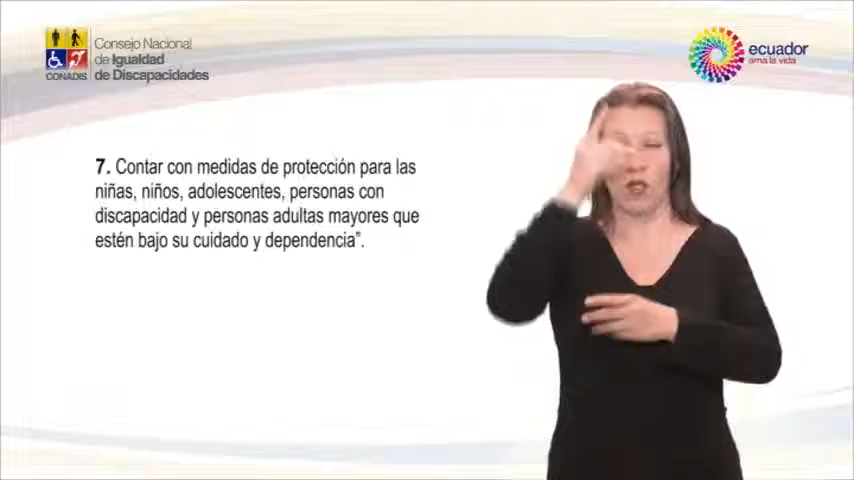 Consejo Nacional
de Igualdad
de Discapacidades
CONADIS
ecuador
ama la vida
7. Contar con medidas de protección para las
niñas, niños, adolescentes, personas con
discapacidad y personas adultas mayores que
estén bajo su cuidado y dependencia”.